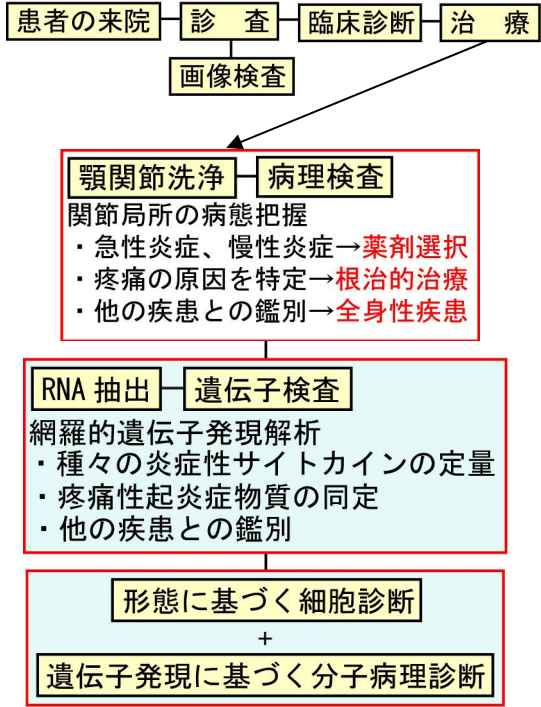 患者の来院 診 査 臨床診断 治 療
画像検査
顎関節洗浄 病理検査
関節局所の病態把握
・急性炎症、慢性炎症→薬剤選択
・疼痛の原因を特定→根治的治療
・他の疾患との鑑別→全身性疾患
RNA 抽出 遺伝子検査
網羅的遺伝子発現解析
・種々の炎症性サイトカインの定量
・疼痛性起炎症物質の同定
・他の疾患との鑑別
形態に基づく細胞診断
+
遺伝子発現に基づく分子病理診断